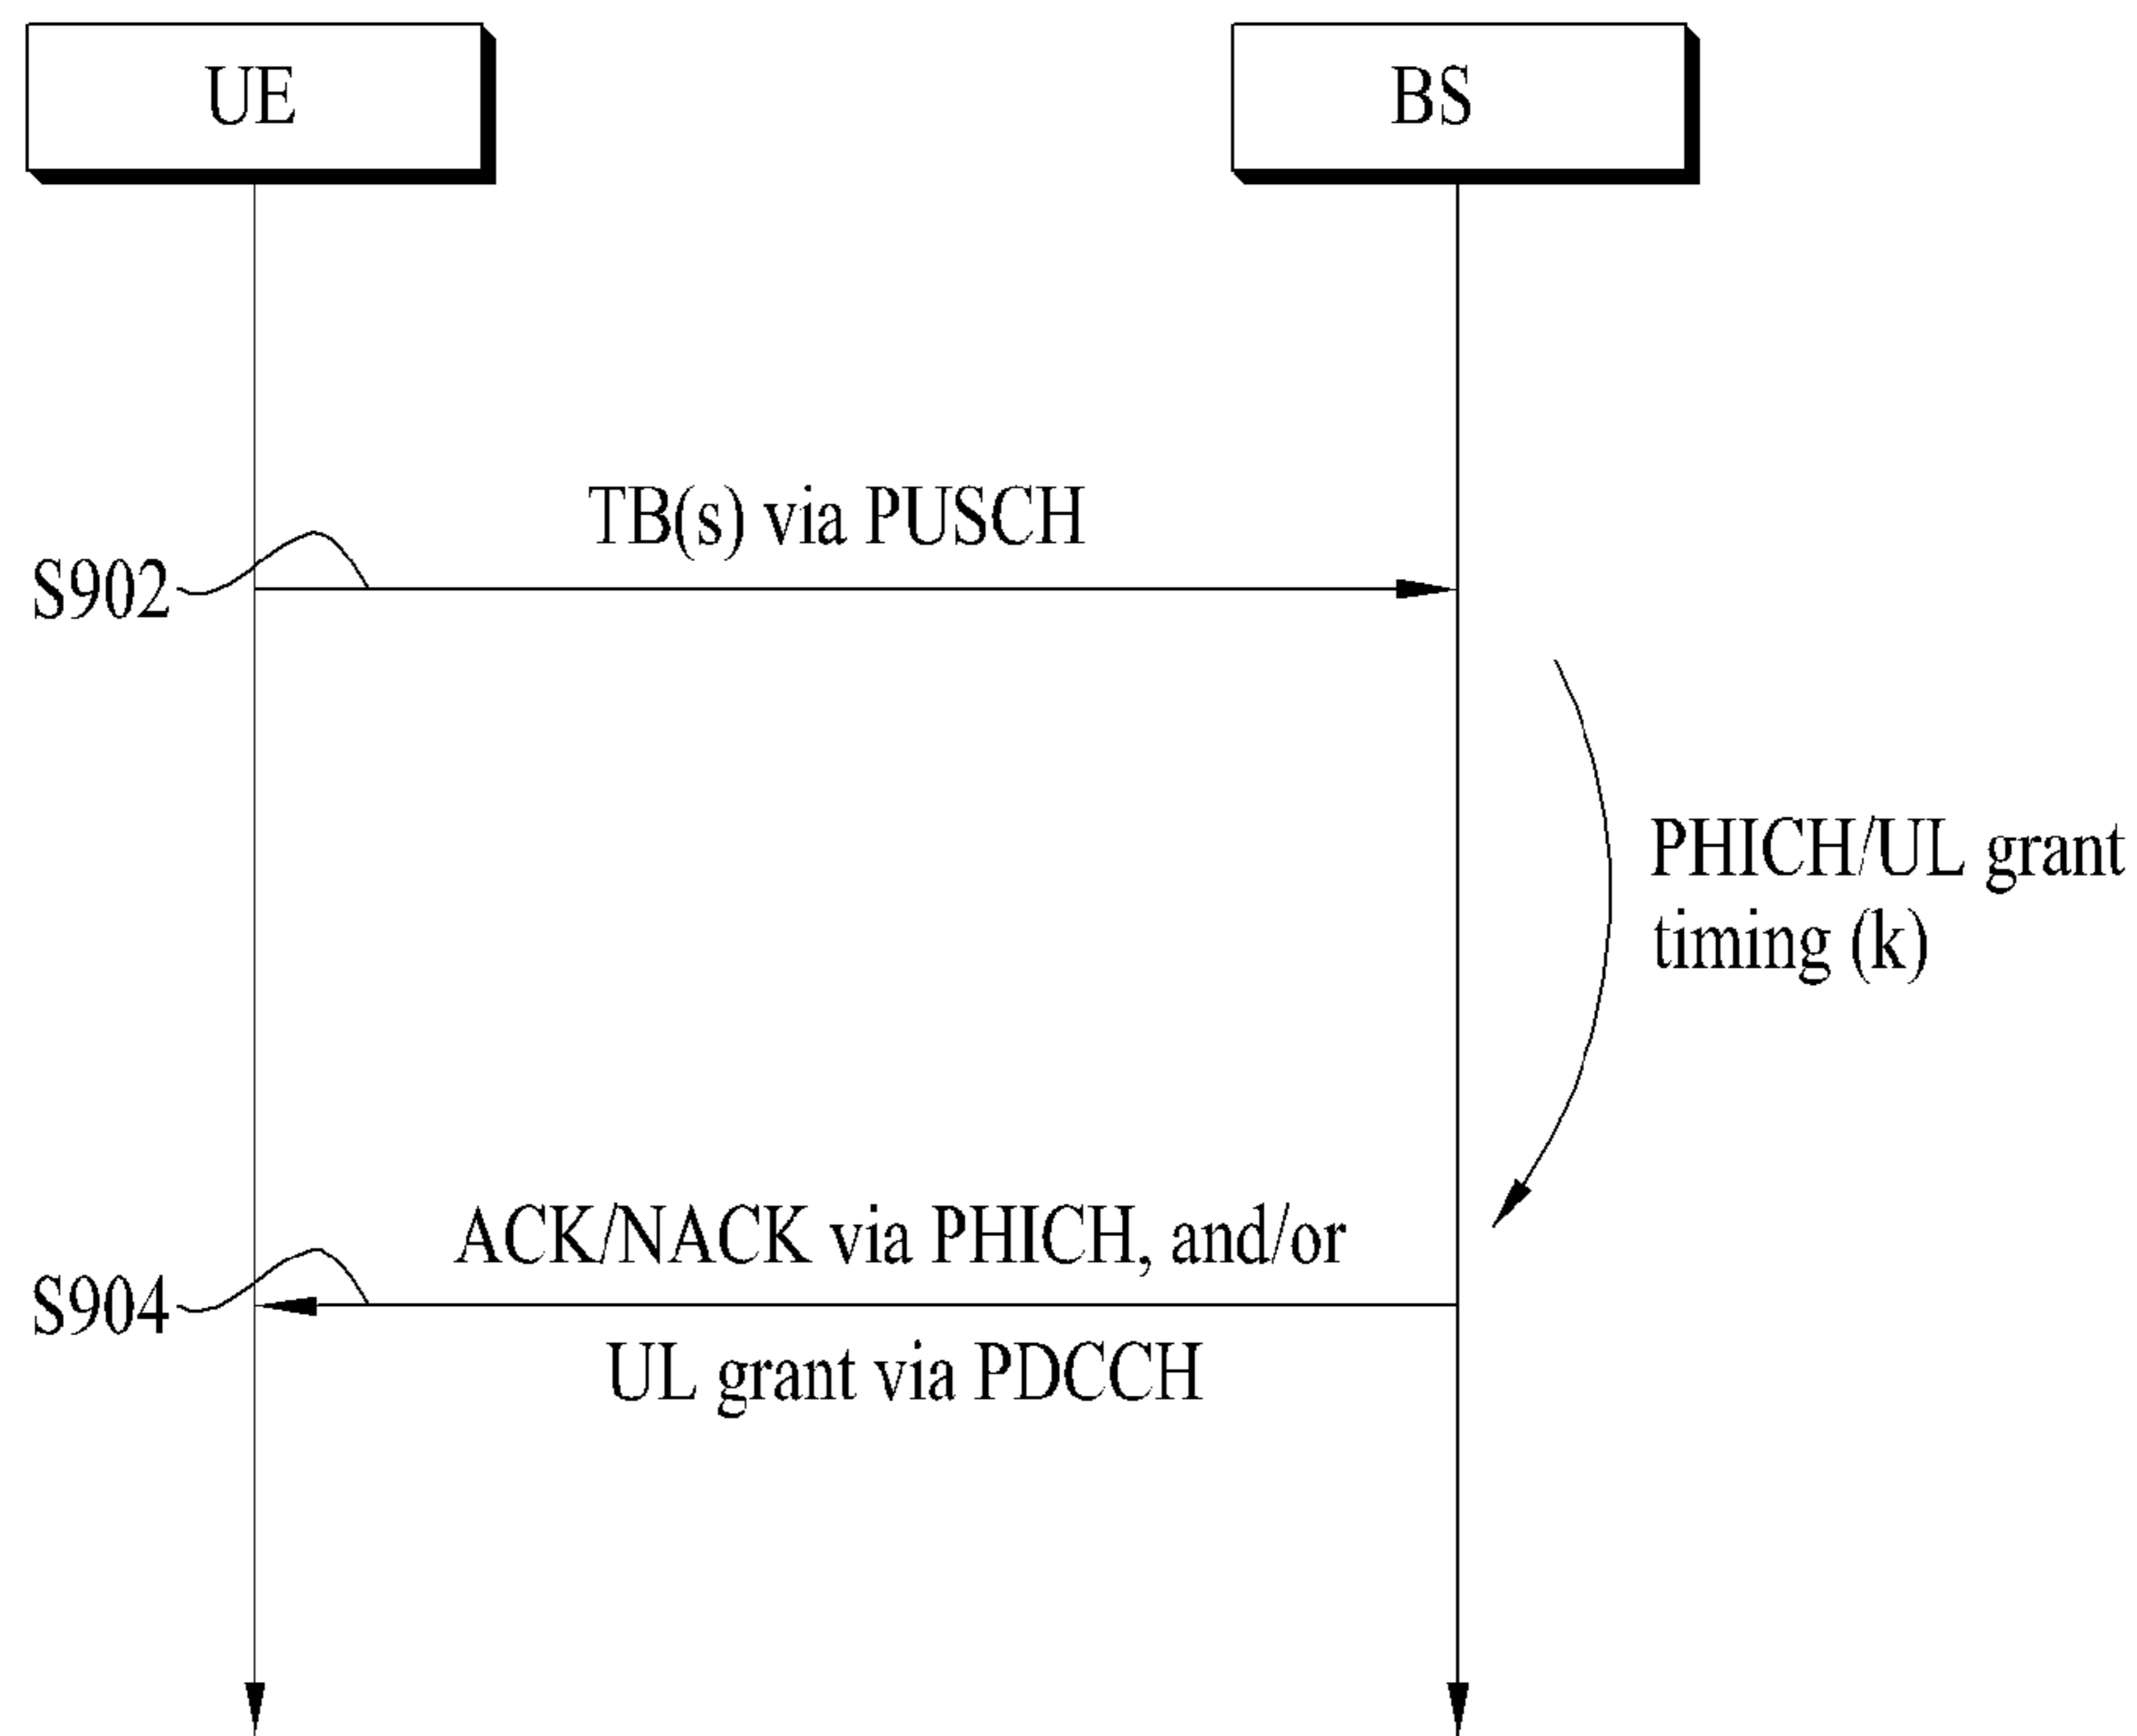 UE
BS
TB(s) via PUSCH
S902
PHICH/UL grant
timing (k)
ACK/NACK via PHICH, and/or
S904
UL grant via PDCCH